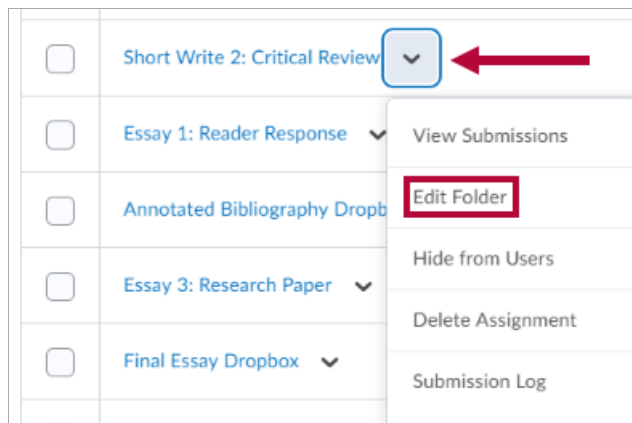 Short Write 2: Critical Review
Essay 1: Reader Response
View Submissions
Annotated Bibliography Dropb
Edit Folder
Hide from Users
Essay 3: Research Paper
Delete Assignment
Final Essay Dropbox
Submission Log